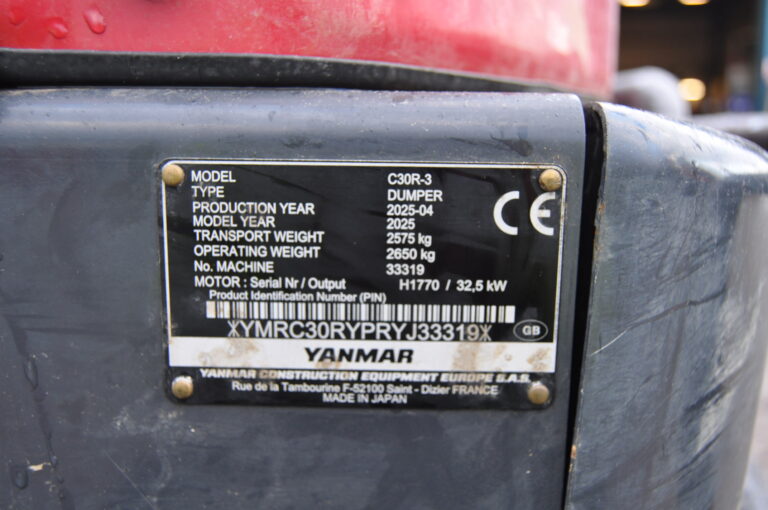 MODEL C30R-3
TYPE DUMPER
PRODUCTION YEAR 2025-04
MODEL YEAR 2025
TRANSPORT WEIGHT 2575 kg
OPERATING WEIGHT 2650 kg
No. MACHINE 33319
MOTOR : Serial Nr / Output H1770 / 32,5 kW
Product Identification Number (PIN)
CE
*YMRC30RYPRYJ33319*
GB
YANMAR
YANMAR CONSTRUCTION EQUIPMENT EUROPE S.A.S.
Rue de la Tambourine F-52100 Saint - Dizier FRANCE
MADE IN JAPAN